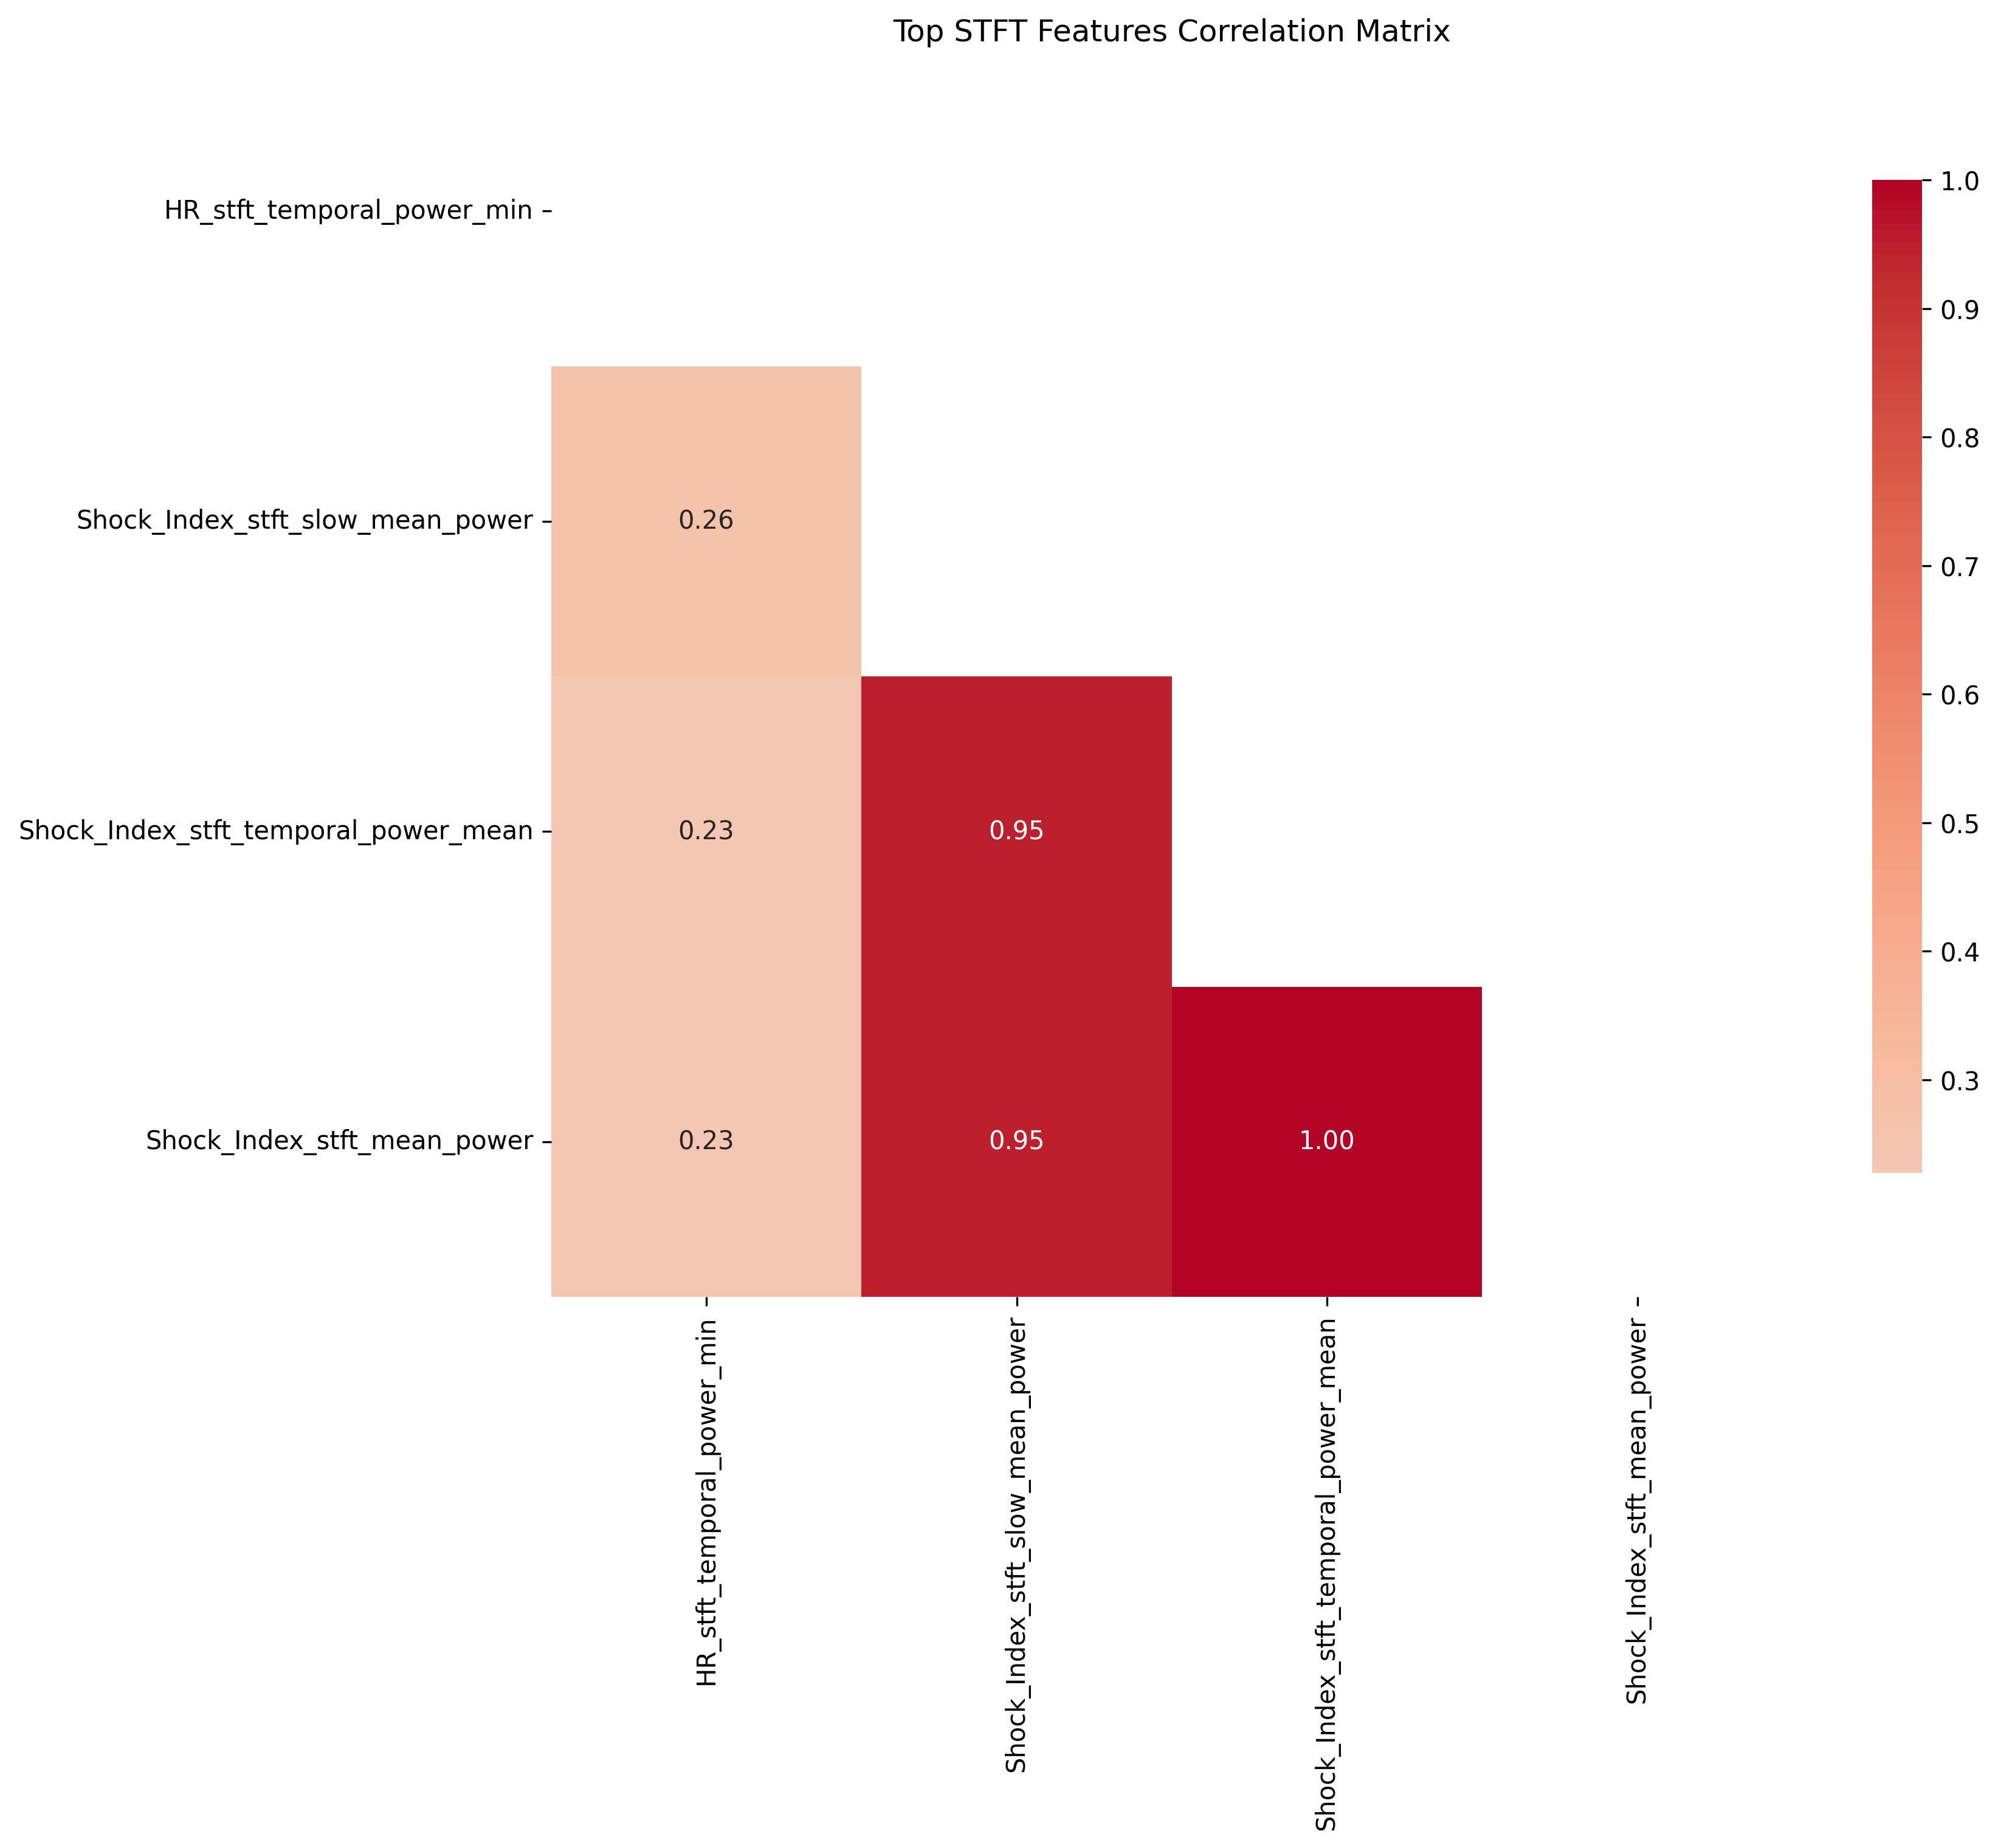 Top STFT Features Correlation Matrix
HR_stft_temporal_power_min
Shock_Index_stft_slow_mean_power
0.26
Shock_Index_stft_temporal_power_mean
0.23
0.95
Shock_Index_stft_mean_power
0.23
0.95
1.00
HR_stft_temporal_power_min
Shock_Index_stft_slow_mean_power
Shock_Index_stft_temporal_power_mean
Shock_Index_stft_mean_power
1.0
0.9
0.8
0.7
0.6
0.5
0.4
0.3